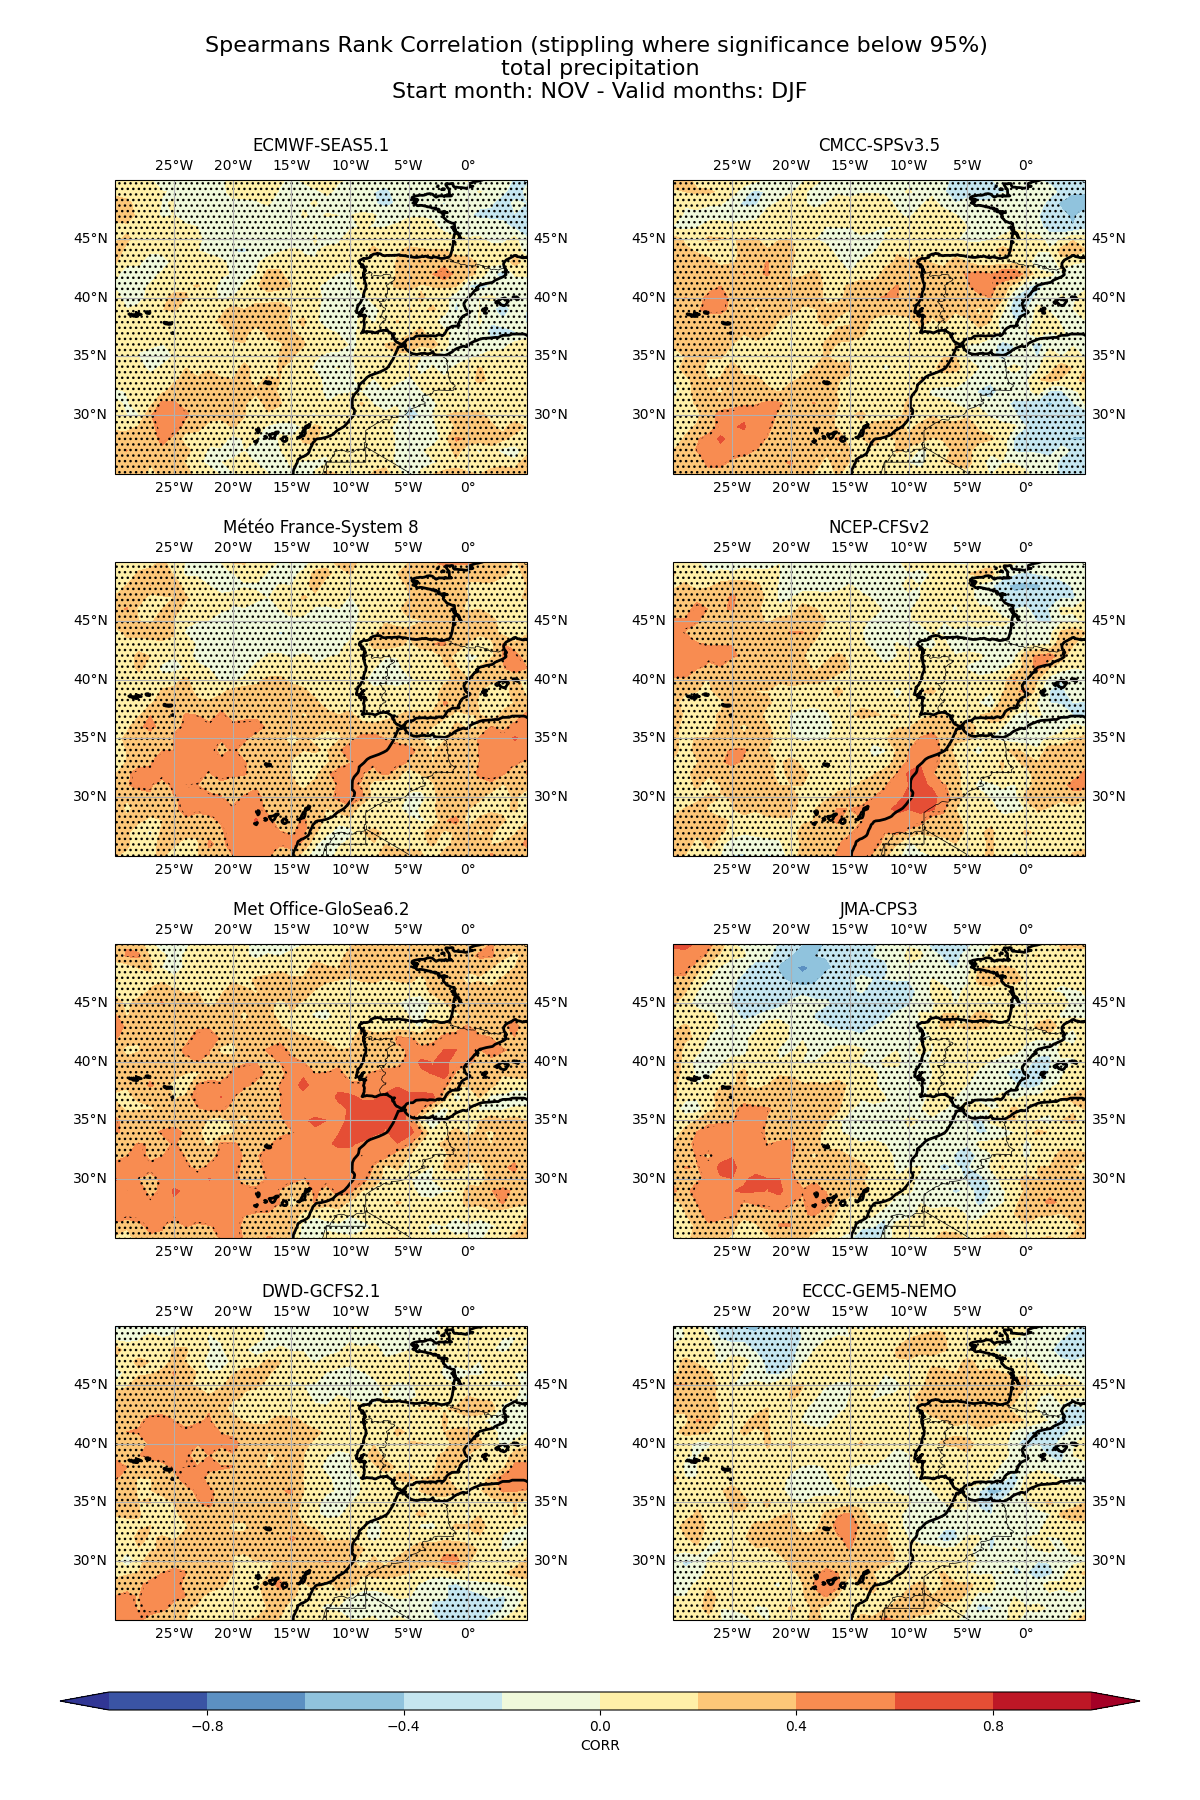 Spearmans Rank Correlation (stippling where significance below 95%)
total precipitation
Start month: NOV - Valid months: DJF
ECMWF-SEAS5.1
25°W 20°W 15°W 10°W 5°W 0°
45°N 45°N
40°N 40°N
35°N 35°N
30°N 30°N
25°W 20°W 15°W 10°W 5°W 0°
CMCC-SPSv3.5
25°W 20°W 15°W 10°W 5°W 0°
45°N 45°N
40°N 40°N
35°N 35°N
30°N 30°N
25°W 20°W 15°W 10°W 5°W 0°
Météo France-System 8
25°W 20°W 15°W 10°W 5°W 0°
45°N 45°N
40°N 40°N
35°N 35°N
30°N 30°N
25°W 20°W 15°W 10°W 5°W 0°
NCEP-CFSv2
25°W 20°W 15°W 10°W 5°W 0°
45°N 45°N
40°N 40°N
35°N 35°N
30°N 30°N
25°W 20°W 15°W 10°W 5°W 0°
Met Office-GloSea6.2
25°W 20°W 15°W 10°W 5°W 0°
45°N 45°N
40°N 40°N
35°N 35°N
30°N 30°N
25°W 20°W 15°W 10°W 5°W 0°
JMA-CPS3
25°W 20°W 15°W 10°W 5°W 0°
45°N 45°N
40°N 40°N
35°N 35°N
30°N 30°N
25°W 20°W 15°W 10°W 5°W 0°
DWD-GCFS2.1
25°W 20°W 15°W 10°W 5°W 0°
45°N 45°N
40°N 40°N
35°N 35°N
30°N 30°N
25°W 20°W 15°W 10°W 5°W 0°
ECCC-GEM5-NEMO
25°W 20°W 15°W 10°W 5°W 0°
45°N 45°N
40°N 40°N
35°N 35°N
30°N 30°N
25°W 20°W 15°W 10°W 5°W 0°
−0.8 −0.4 0.0 0.4 0.8
CORR